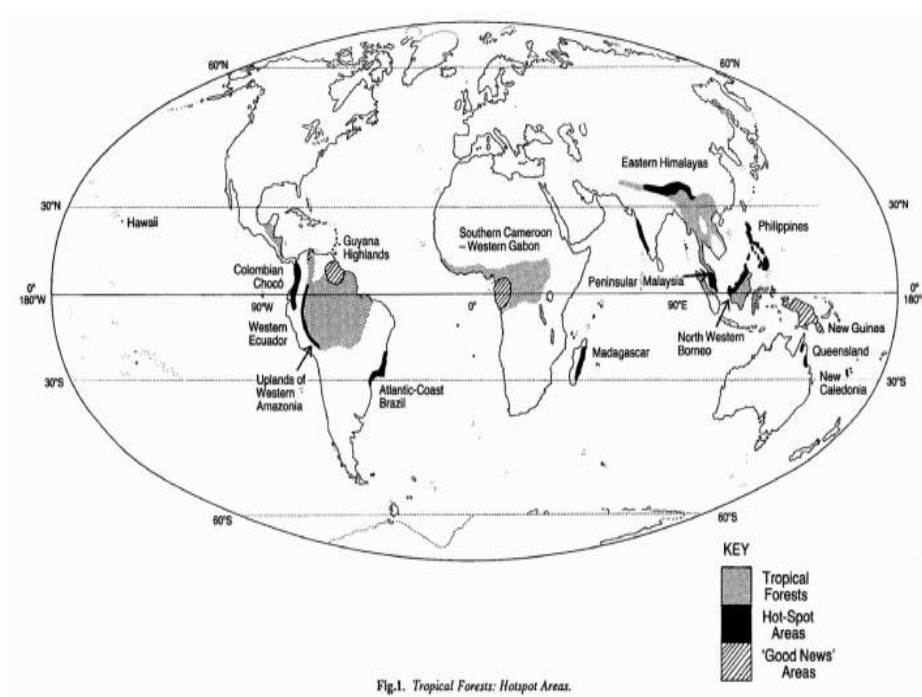 60°N
60°N
Eastern Himalayas
30°N
30°N
Hawaii
Philippines
Southern Cameroon
– Western Gabon
Guyana
Highlands
Colombian
Chocó
Peninsular Malaysia
0°
180°W
90°W
0°
90°E
0°
180°E
Western
Ecuador
North Western
Borneo
New Guinea
Madagascar
Queensland
Uplands of
Western
Amazonia
Atlantic-Coast
Brazil
New
Caledonia
30°S
30°S
60°S
60°S
KEY
Tropical
Forests
Hot-Spot
Areas
'Good News'
Areas
Fig.1. Tropical Forests: Hotspot Areas.